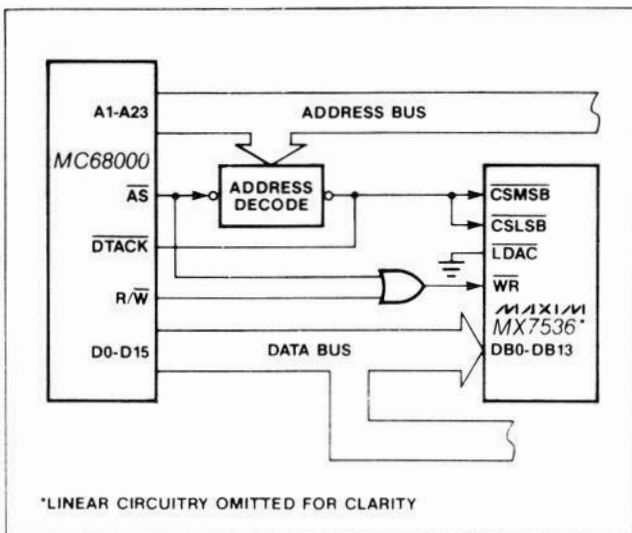 A1-A23
ADDRESS BUS
MC68000
AS
ADDRESS
DECODE
CSMSB
CSLSB
DTACK
LDAC
R/W
WR
MAXIM
MX7536*
D0-D15
DATA BUS
DB0-DB13
*LINEAR CIRCUITRY OMITTED FOR CLARITY